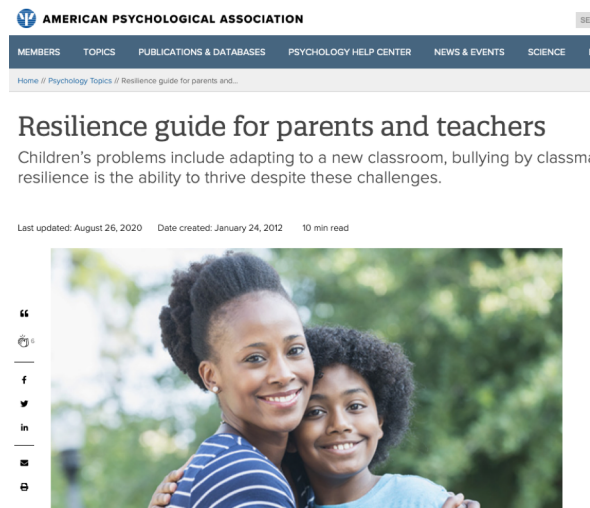 AMERICAN PSYCHOLOGICAL ASSOCIATION
SE
MEMBERS TOPICS PUBLICATIONS & DATABASES PSYCHOLOGY HELP CENTER NEWS & EVENTS SCIENCE
Home // Psychology Topics // Resilience guide for parents and...
Resilience guide for parents and teachers
Children's problems include adapting to a new classroom, bullying by classma
resilience is the ability to thrive despite these challenges.
Last updated: August 26, 2020 Date created: January 24, 2012 10 min read
6